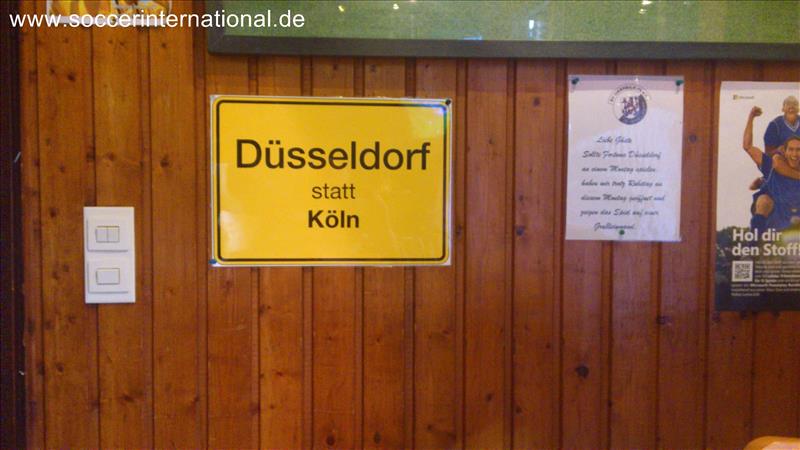 www.soccerinternational.de
Düsseldorf
statt
Köln
Liebe Gäste
Sollte Fortuna Düsseldorf
an einem Montag spielen,
haben wir trotz Ruhetag an
diesem Montag geöffnet und
zeigen das Spiel auf einer
Großleinwand.
Microsoft
Hol dir
den Stoff!